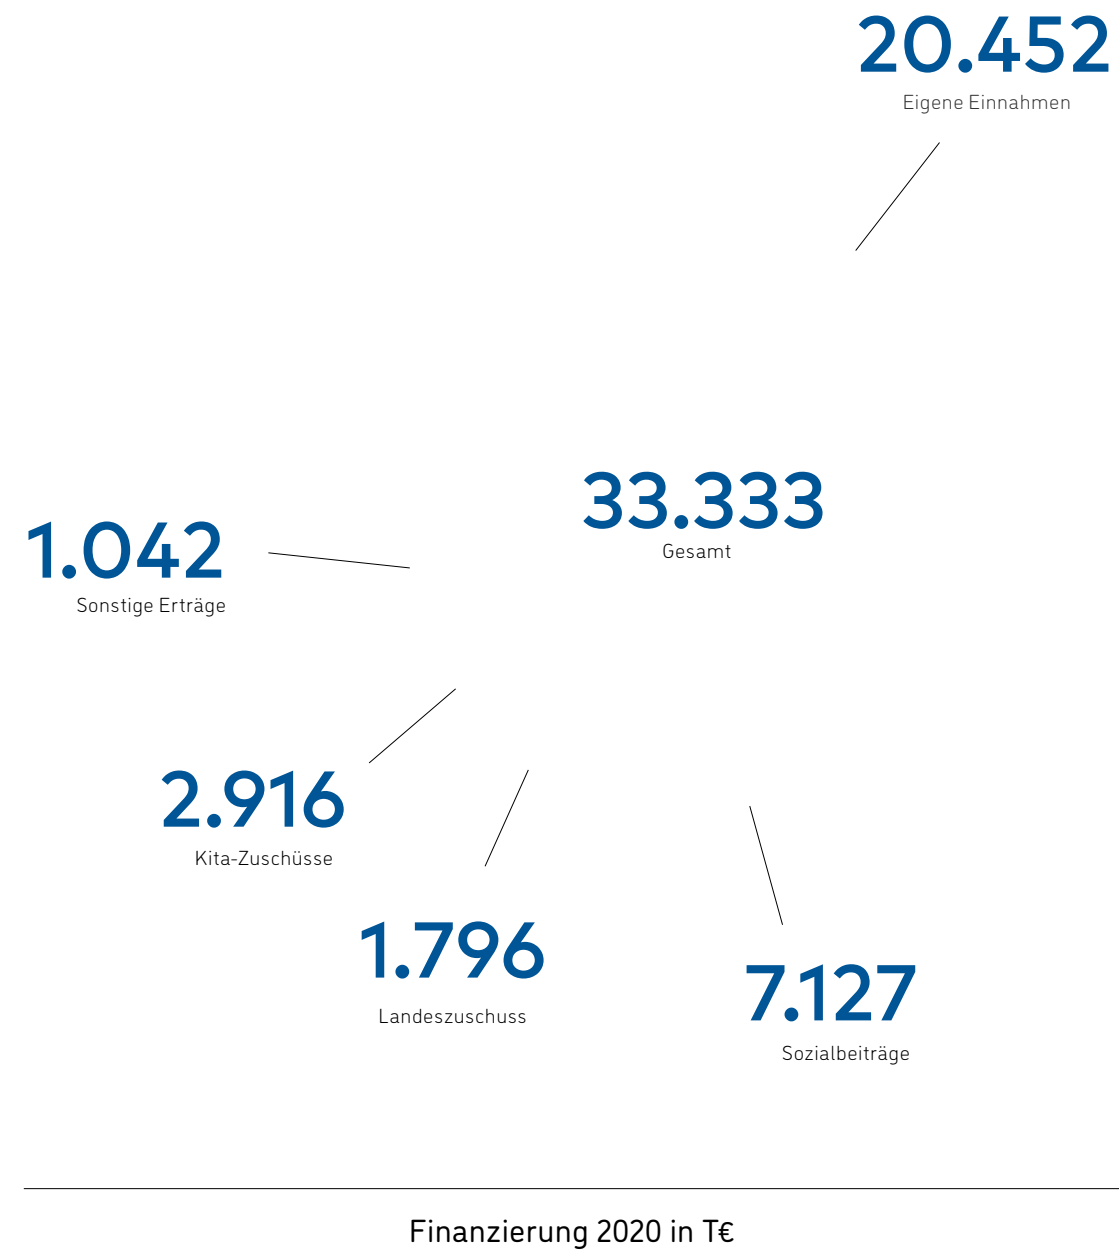 20.452
Eigene Einnahmen
33.333
Gesamt
1.042
Sonstige Erträge
2.916
Kita-Zuschüsse
1.796
Landeszuschuss
7.127
Sozialbeiträge
Finanzierung 2020 in T€